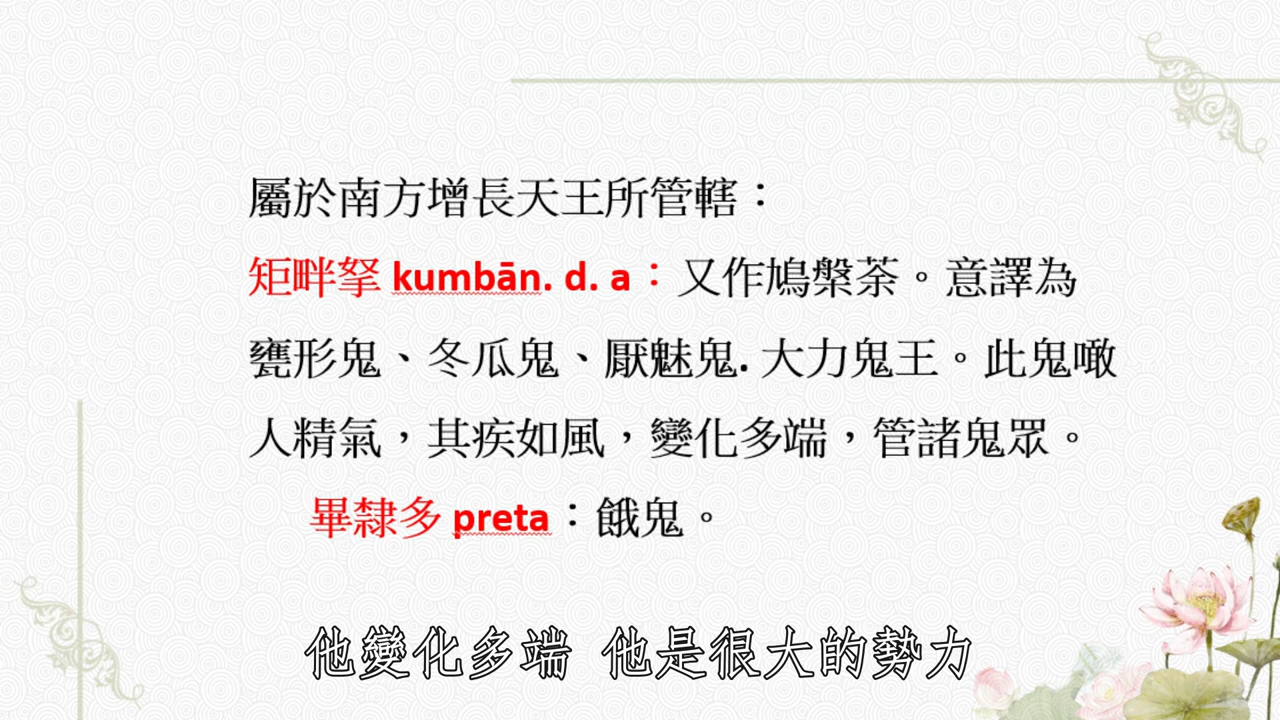 屬於南方增長天王所管轄：
矩畔拏 kumbān. d. a：又作鳩槃荼。意譯為
甕形鬼、冬瓜鬼、厭魅鬼. 大力鬼王。此鬼噉
人精氣，其疾如風，變化多端，管諸鬼眾。
畢隸多 preta：餓鬼。
他變化多端 他是很大的勢力